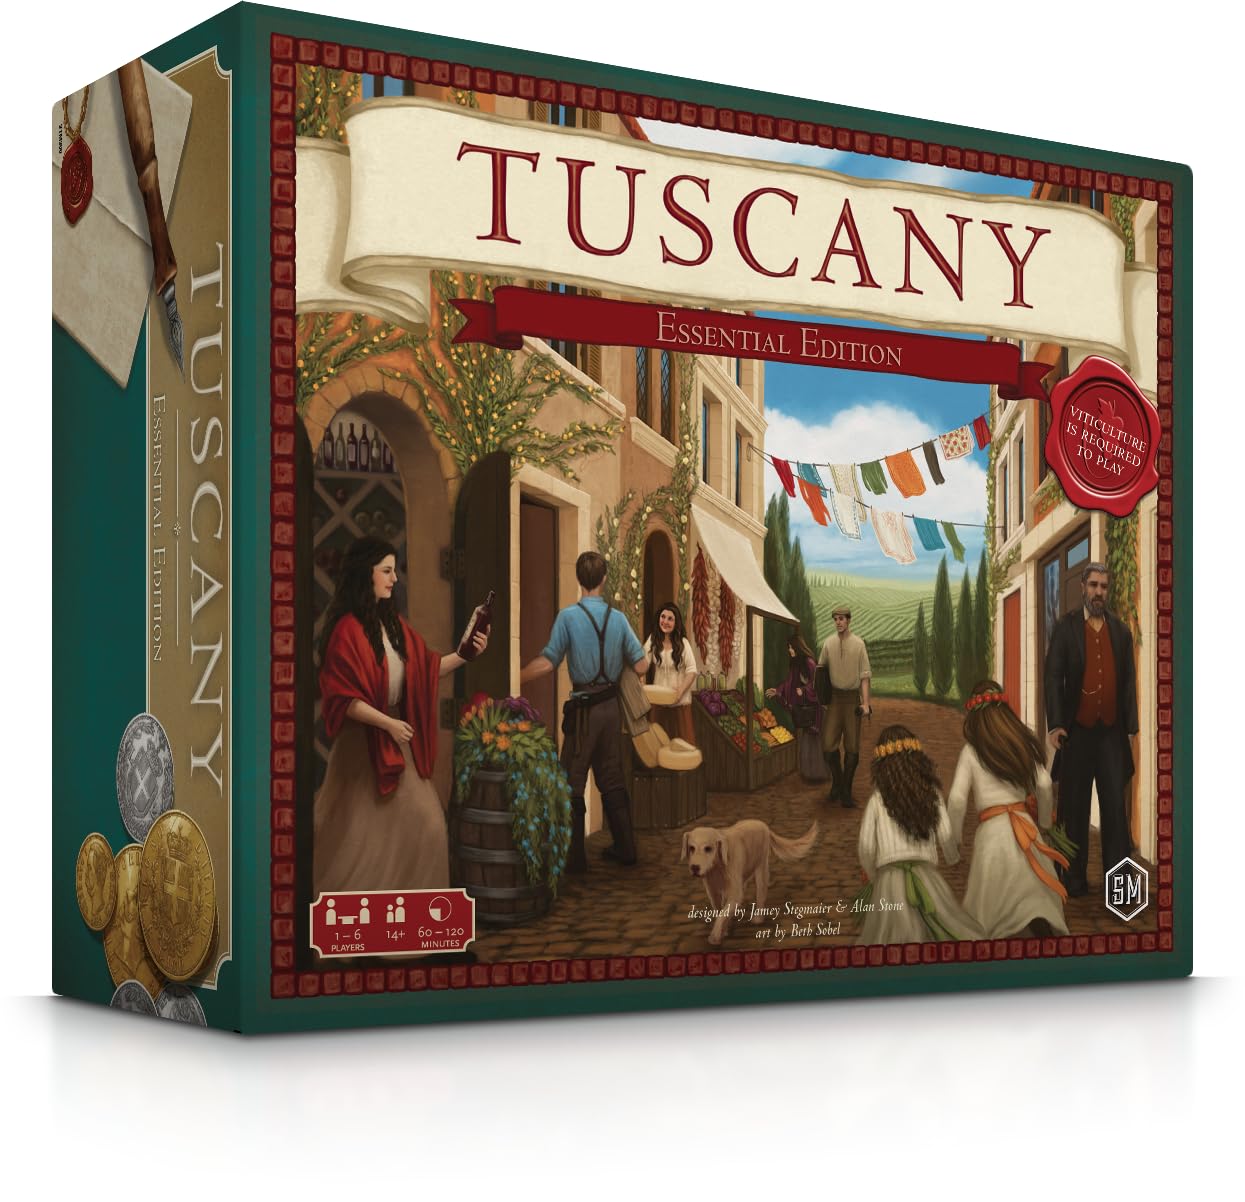 TUSCANY
ESSENTIAL EDITION
VITICULTURE
IS REQUIRED
TO PLAY
1–6
PLAYERS
14+
60–120
MINUTES
designed by Jamey Stegmaier & Alan Stone
art by Beth Sobel
SM
TUSCANY
ESSENTIAL EDITION